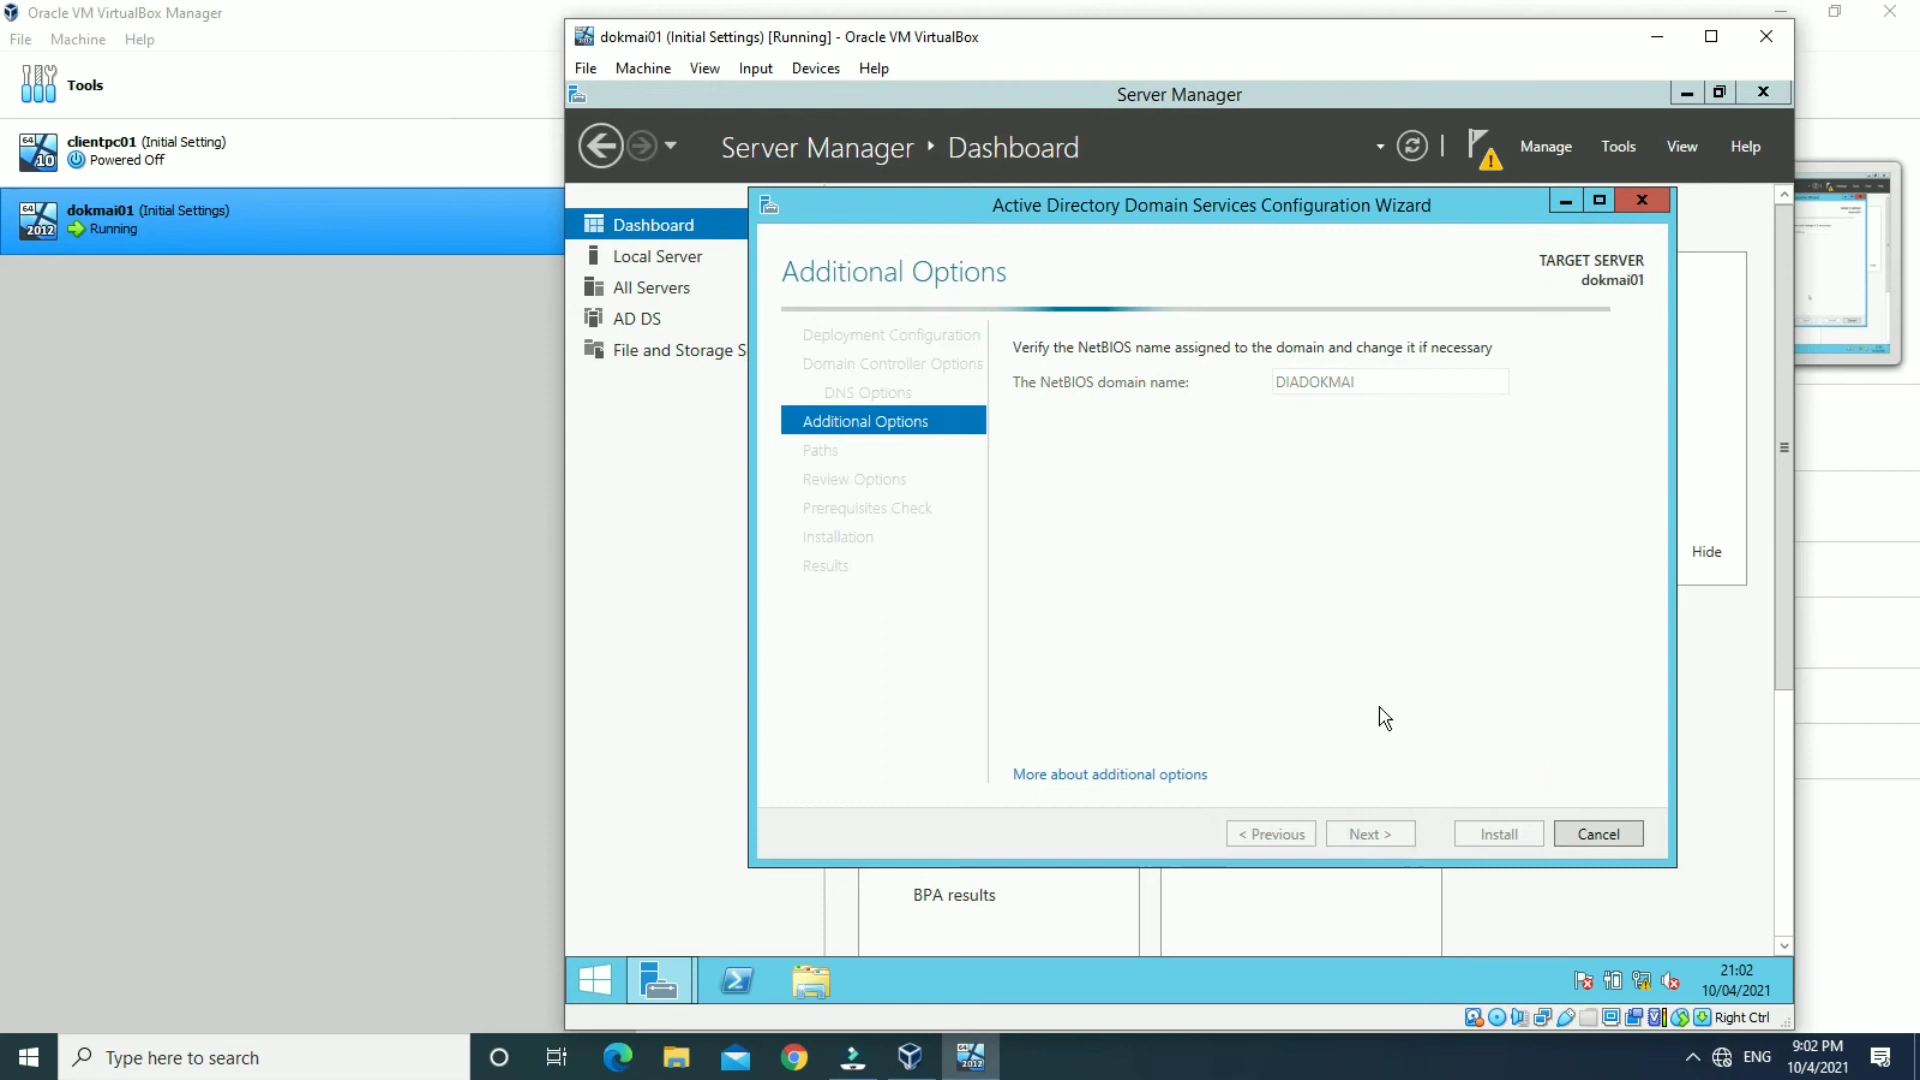 Oracle VM VirtualBox Manager
File Machine Help
Tools
64
10
clientpc01 (Initial Setting)
Powered Off
64
2012
dokmai01 (Initial Settings)
Running
dokmai01 (Initial Settings) [Running] - Oracle VM VirtualBox
File Machine View Input Devices Help
Server Manager
Server Manager Dashboard
Manage Tools View Help
Dashboard
Local Server
All Servers
AD DS
File and Storage S
Active Directory Domain Services Configuration Wizard
Additional Options
TARGET SERVER
dokmai01
Deployment Configuration
Domain Controller Options
DNS Options
Additional Options
Paths
Review Options
Prerequisites Check
Installation
Results
Verify the NetBIOS name assigned to the domain and change it if necessary
The NetBIOS domain name: DIADOKMAI
More about additional options
< Previous Next > Install Cancel
Hide
BPA results
21:02
10/04/2021
Right Ctrl
Type here to search
64
2012
ENG
9:02 PM
10/4/2021